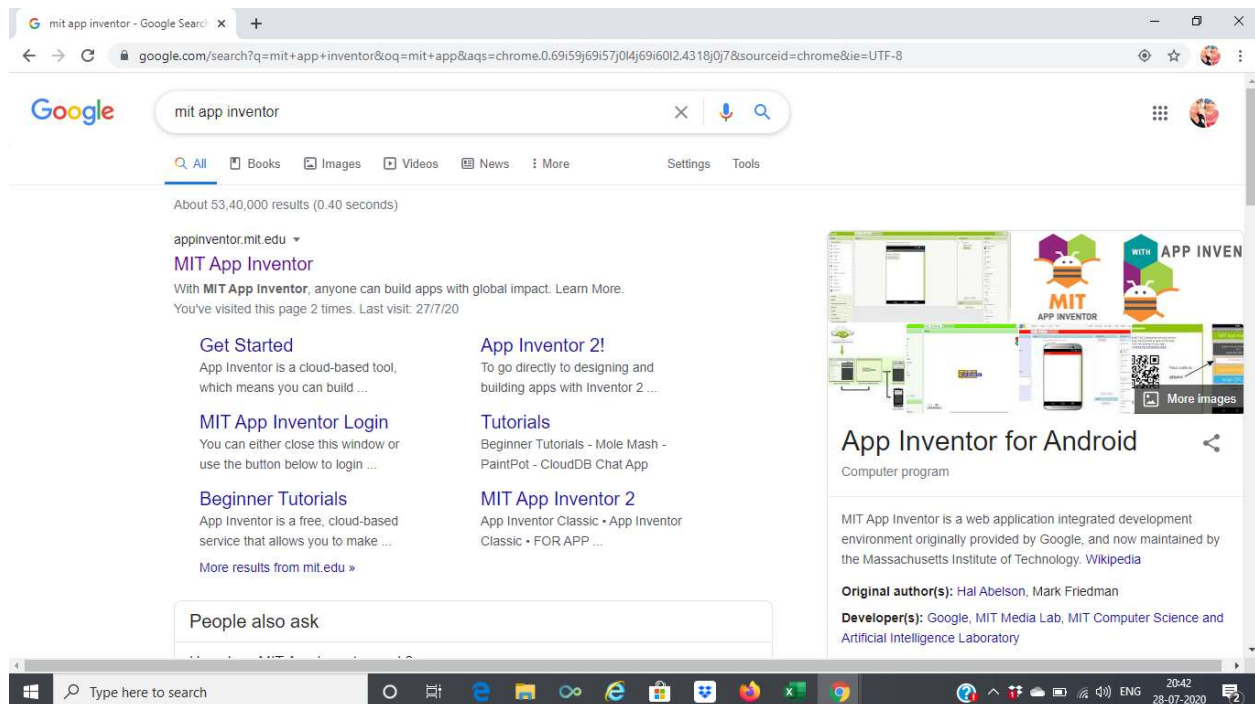 mit app inventor - Google Searc
google.com/search?q=mit+app+inventor&oq=mit+app&aqs=chrome.0.69i59j69i57j0l4j69i60l2.4318j0j7&sourceid=chrome&ie=UTF-8
Google
mit app inventor
All Books Images Videos News More Settings Tools
About 53,40,000 results (0.40 seconds)
appinventor.mit.edu
MIT App Inventor
With MIT App Inventor, anyone can build apps with global impact. Learn More.
You've visited this page 2 times. Last visit: 27/7/20
Get Started
App Inventor is a cloud-based tool,
which means you can build ...
App Inventor 2!
To go directly to designing and
building apps with Inventor 2 ...
MIT App Inventor Login
You can either close this window or
use the button below to login ...
Tutorials
Beginner Tutorials - Mole Mash -
PaintPot - CloudDB Chat App
Beginner Tutorials
App Inventor is a free, cloud-based
service that allows you to make ...
MIT App Inventor 2
App Inventor Classic • App Inventor
Classic • FOR APP ...
More results from mit.edu »
People also ask
MIT
APP INVENTOR
WITH APP INVEN
More images
App Inventor for Android
Computer program
MIT App Inventor is a web application integrated development
environment originally provided by Google, and now maintained by
the Massachusetts Institute of Technology. Wikipedia
Original author(s): Hal Abelson, Mark Friedman
Developer(s): Google, MIT Media Lab, MIT Computer Science and
Artificial Intelligence Laboratory
Type here to search
ENG
20:42
28-07-2020
2